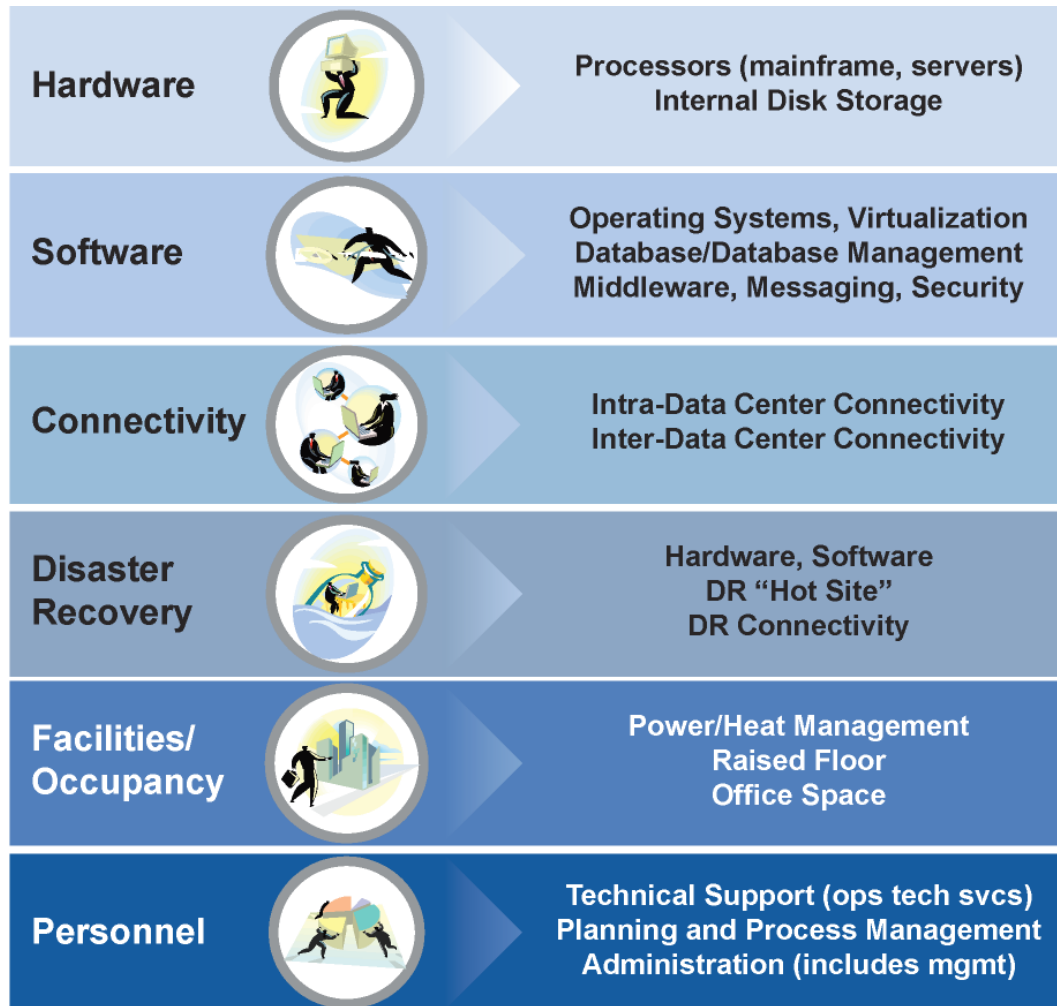 Hardware
Processors (mainframe, servers)
Internal Disk Storage
Software
Operating Systems, Virtualization
Database/Database Management
Middleware, Messaging, Security
Connectivity
Intra-Data Center Connectivity
Inter-Data Center Connectivity
Disaster
Recovery
Hardware, Software
DR “Hot Site”
DR Connectivity
Facilities/
Occupancy
Power/Heat Management
Raised Floor
Office Space
Personnel
Technical Support (ops tech svcs)
Planning and Process Management
Administration (includes mgmt)